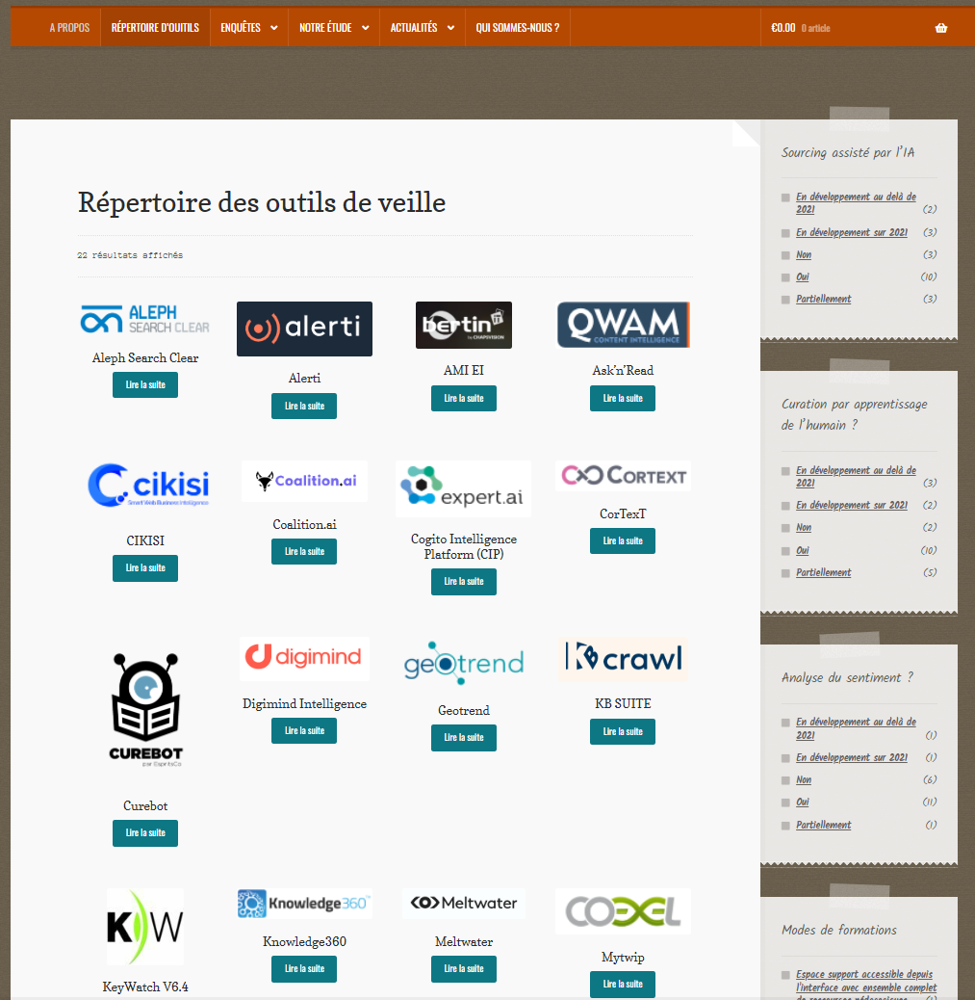 A PROPOS
RÉPERTOIRE D'OUTILS
ENQUÊTES
NOTRE ÉTUDE
ACTUALITÉS
QUI SOMMES-NOUS ?
€0.00 0 article
Répertoire des outils de veille
22 résultats affichés
ALEPH
SEARCH CLEAR
Aleph Search Clear
Lire la suite
alerti
Alerti
Lire la suite
bertin IT
by CHAPSVISION
AMI EI
Lire la suite
QWAM
CONTENT INTELLIGENCE
Ask'n'Read
Lire la suite
cikisi
Smart Web Business Intelligence
CIKISI
Lire la suite
Coalition.ai
Coalition.ai
Lire la suite
expert.ai
Cogito Intelligence
Platform (CIP)
Lire la suite
CORTEXT
CorTexT
Lire la suite
CUREBOT
par EspritsCo
Curebot
Lire la suite
digimind
Digimind Intelligence
Lire la suite
geotrend
Geotrend
Lire la suite
KB crawl
KB SUITE
Lire la suite
KW
KeyWatch V6.4
Knowledge360™
Knowledge360
Lire la suite
Meltwater
Meltwater
Lire la suite
COEXEL
Mytwip
Lire la suite
Sourcing assisté par l'IA
En développement au delà de
2021 (2)
En développement sur 2021 (3)
Non (3)
Oui (10)
Partiellement (3)
Curation par apprentissage
de l'humain ?
En développement au delà de
2021 (3)
En développement sur 2021 (2)
Non (2)
Oui (10)
Partiellement (5)
Analyse du sentiment ?
En développement au delà de
2021 (1)
En développement sur 2021 (1)
Non (6)
Oui (11)
Partiellement (1)
Modes de formations
Espace support accessible depuis
l'interface avec ensemble complet